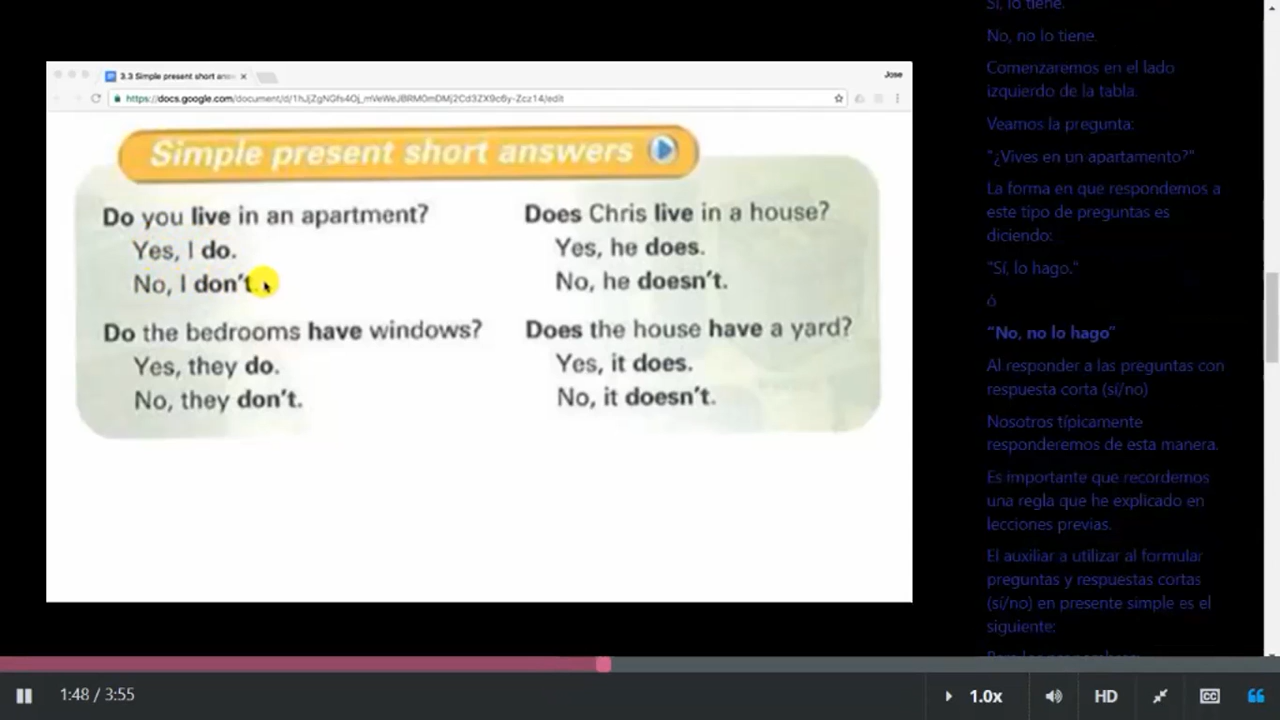 3.3 Simple present short ans
Jose
https://docs.google.com/document/d/
/edit
Simple present short answers
Do you live in an apartment?
Yes, I do.
No, I don't.
Do the bedrooms have windows?
Yes, they do.
No, they don't.
Does Chris live in a house?
Yes, he does.
No, he doesn't.
Does the house have a yard?
Yes, it does.
No, it doesn't.
Sí, lo tiene.
No, no lo tiene.
Comenzaremos en el lado
izquierdo de la tabla.
Veamos la pregunta:
"¿Vives en un apartamento?"
La forma en que respondemos a
este tipo de preguntas es
diciendo:
"Sí, lo hago."
ó
“No, no lo hago”
Al responder a las preguntas con
respuesta corta (sí/no)
Nosotros típicamente
responderemos de esta manera.
Es importante que recordemos
una regla que he explicado en
lecciones previas.
El auxiliar a utilizar al formular
preguntas y respuestas cortas
(sí/no) en presente simple es el
siguiente:
1:48 / 3:55
1.0x
HD
CC